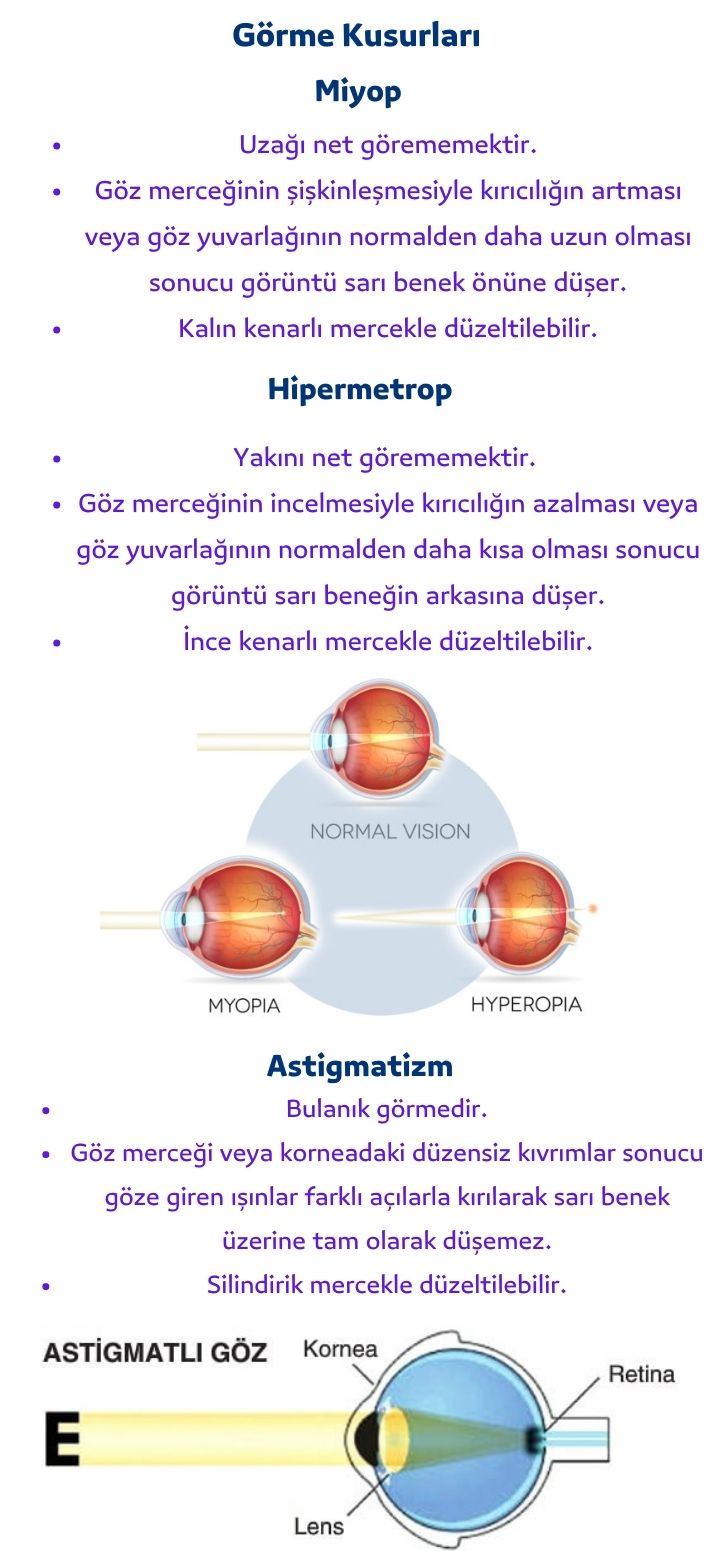 Görme Kusurları
Miyop
• Uzağı net görememektir.
• Göz merceğinin şişkinleşmesiyle kırıcılığın artması
veya göz yuvarlağının normalden daha uzun olması
sonucu görüntü sarı benek önüne düşer.
• Kalın kenarlı mercekle düzeltilebilir.
Hipermetrop
• Yakını net görememektir.
• Göz merceğinin incelmesiyle kırıcılığın azalması veya
göz yuvarlağının normalden daha kısa olması sonucu
görüntü sarı beneğin arkasına düşer.
• İnce kenarlı mercekle düzeltilebilir.
NORMAL VISION
MYOPIA
HYPEROPIA
Astigmatizm
• Bulanık görmedir.
• Göz merceği veya korneadaki düzensiz kıvrımlar sonucu
göze giren ışınlar farklı açılarla kırılarak sarı benek
üzerine tam olarak düşemez.
• Silindirik mercekle düzeltilebilir.
ASTİGMATLI GÖZ
Kornea
Retina
E
Lens